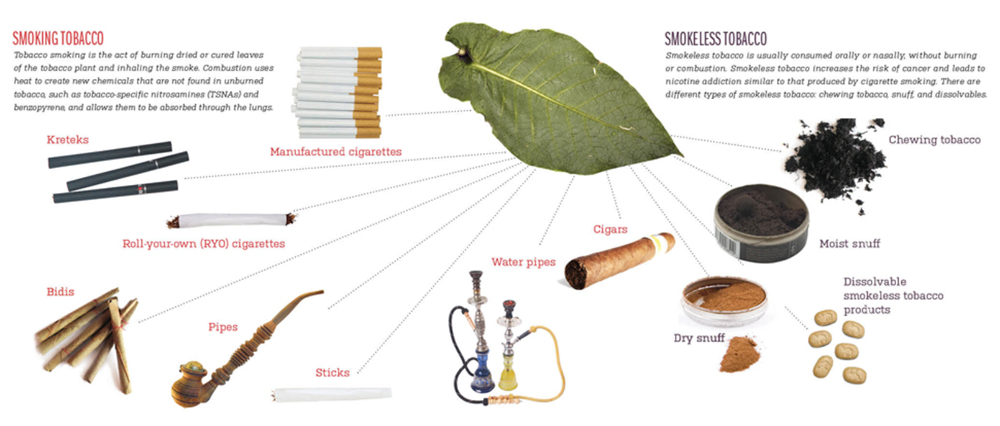 SMOKING TOBACCO
Tobacco smoking is the act of burning dried or cured leaves
of the tobacco plant and inhaling the smoke. Combustion uses
heat to create new chemicals that are not found in unburned
tobacco, such as tobacco-specific nitrosamines (TSNAs) and
benzopyrene, and allows them to be absorbed through the lungs.
SMOKELESS TOBACCO
Smokeless tobacco is usually consumed orally or nasally, without burning
or combustion. Smokeless tobacco increases the risk of cancer and leads to
nicotine addiction similar to that produced by cigarette smoking. There are
different types of smokeless tobacco: chewing tobacco, snuff, and dissolvables.
Kreteks
Manufactured cigarettes
Chewing tobacco
Roll-your-own (RYO) cigarettes
Cigars
Moist snuff
Water pipes
Bidis
Dissolvable
smokeless tobacco
products
Pipes
Dry snuff
Sticks